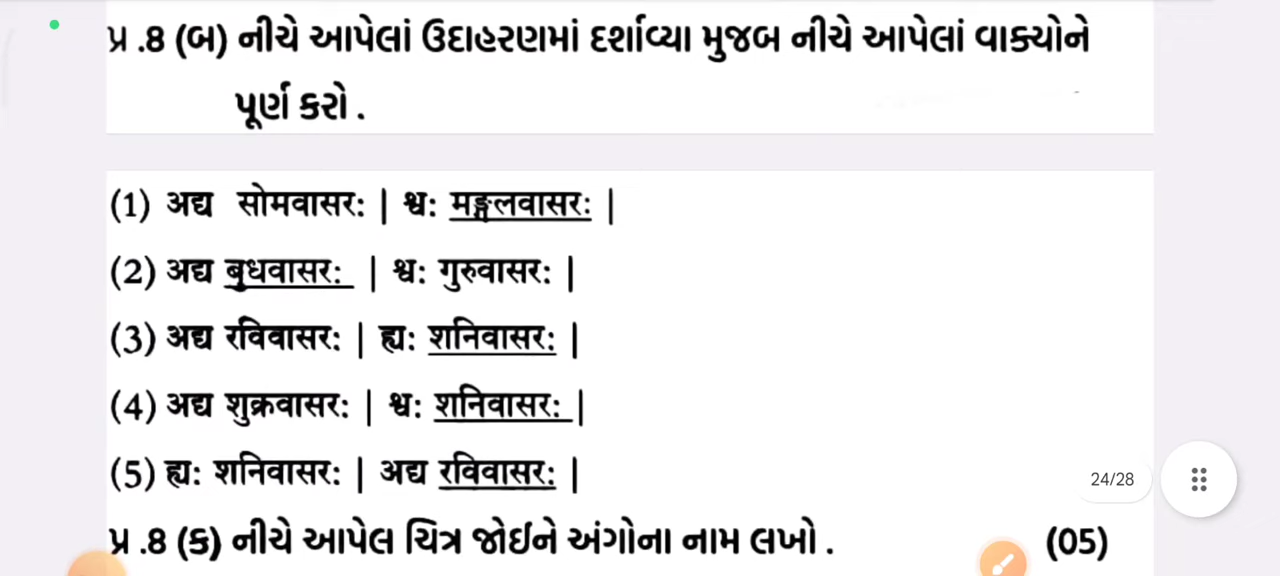 પ્ર .8 (બ) નીચે આપેલાં ઉદાહરણમાં દર્શાવ્યા મુજબ નીચે આપેલાં વાક્યોને
પૂર્ણ કરો .
(1) अद्य सोमवासर: | श्व: मङ्गलवासर: |
(2) अद्य बुधवासर: | श्व: गुरुवासर: |
(3) अद्य रविवासर: | ह्य: शनिवासर: |
(4) अद्य शुक्रवासर: | श्व: शनिवासर: |
(5) ह्य: शनिवासर: | अद्य रविवासर: |
24/28
પ્ર .8 (ક) નીચે આપેલ ચિત્ર જોઈને અંગોના નામ લખો . (05)